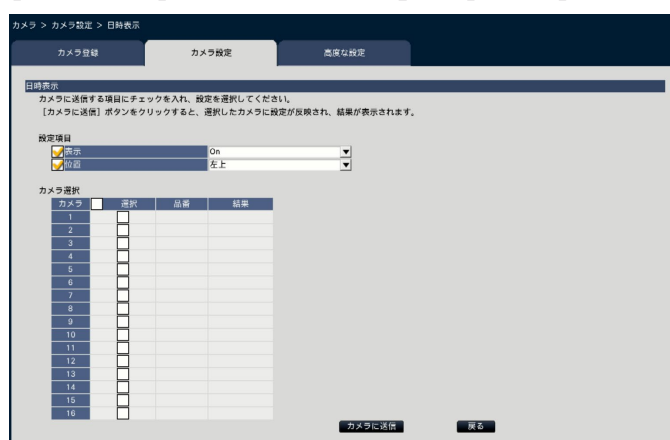 カメラ > カメラ設定 > 日時表示
カメラ登録 カメラ設定 高度な設定
日時表示
カメラに送信する項目にチェックを入れ、設定を選択してください。
［カメラに送信］ボタンをクリックすると、選択したカメラに設定が反映され、結果が表示されます。
設定項目
表示 On
位置 左上
カメラ選択
カメラ 選択 品番 結果
1
2
3
4
5
6
7
8
9
10
11
12
13
14
15
16
カメラに送信 戻る